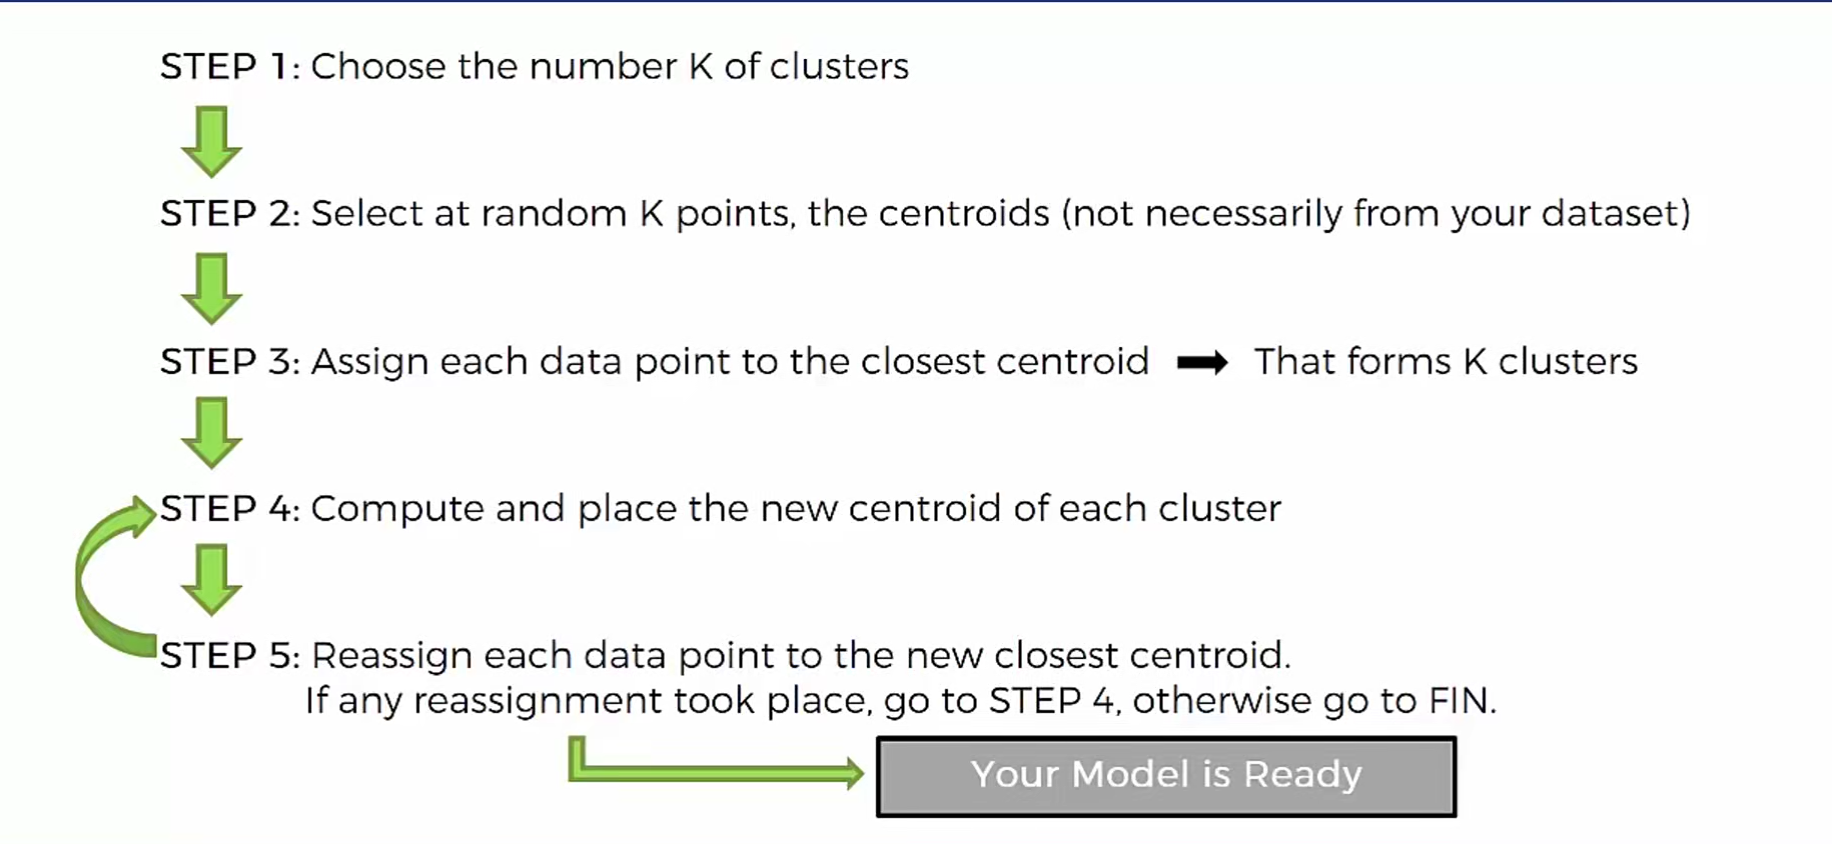 STEP 1: Choose the number K of clusters
STEP 2: Select at random K points, the centroids (not necessarily from your dataset)
STEP 3: Assign each data point to the closest centroid That forms K clusters
STEP 4: Compute and place the new centroid of each cluster
STEP 5: Reassign each data point to the new closest centroid.
If any reassignment took place, go to STEP 4, otherwise go to FIN.
Your Model is Ready